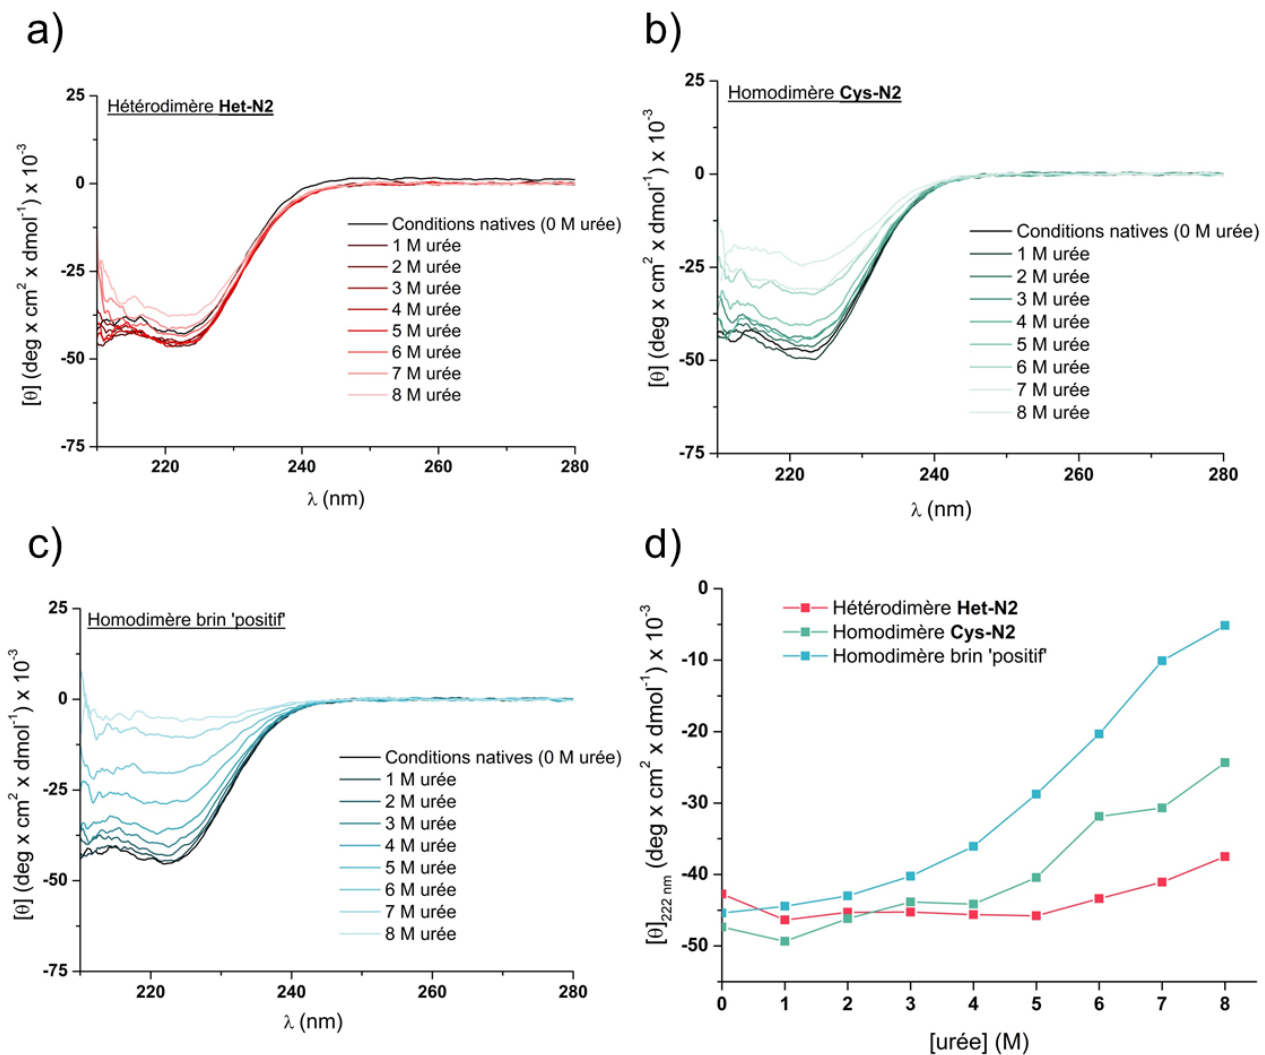 a)
Hétérodimère Het-N2
[θ] (deg x cm² x dmol⁻¹) x 10⁻³
25
0
-25
-50
-75
220
240
260
280
λ (nm)
Conditions natives (0 M urée)
1 M urée
2 M urée
3 M urée
4 M urée
5 M urée
6 M urée
7 M urée
8 M urée
b)
Homodimère Cys-N2
[θ] (deg x cm² x dmol⁻¹) x 10⁻³
25
0
-25
-50
-75
220
240
260
280
λ (nm)
Conditions natives (0 M urée)
1 M urée
2 M urée
3 M urée
4 M urée
5 M urée
6 M urée
7 M urée
8 M urée
c)
Homodimère brin 'positif'
[θ] (deg x cm² x dmol⁻¹) x 10⁻³
25
0
-25
-50
-75
220
240
260
280
λ (nm)
Conditions natives (0 M urée)
1 M urée
2 M urée
3 M urée
4 M urée
5 M urée
6 M urée
7 M urée
8 M urée
d)
Hétérodimère Het-N2
Homodimère Cys-N2
Homodimère brin 'positif'
[θ]222 nm (deg x cm² x dmol⁻¹) x 10⁻³
0
-10
-20
-30
-40
-50
0
1
2
3
4
5
6
7
8
[urée] (M)